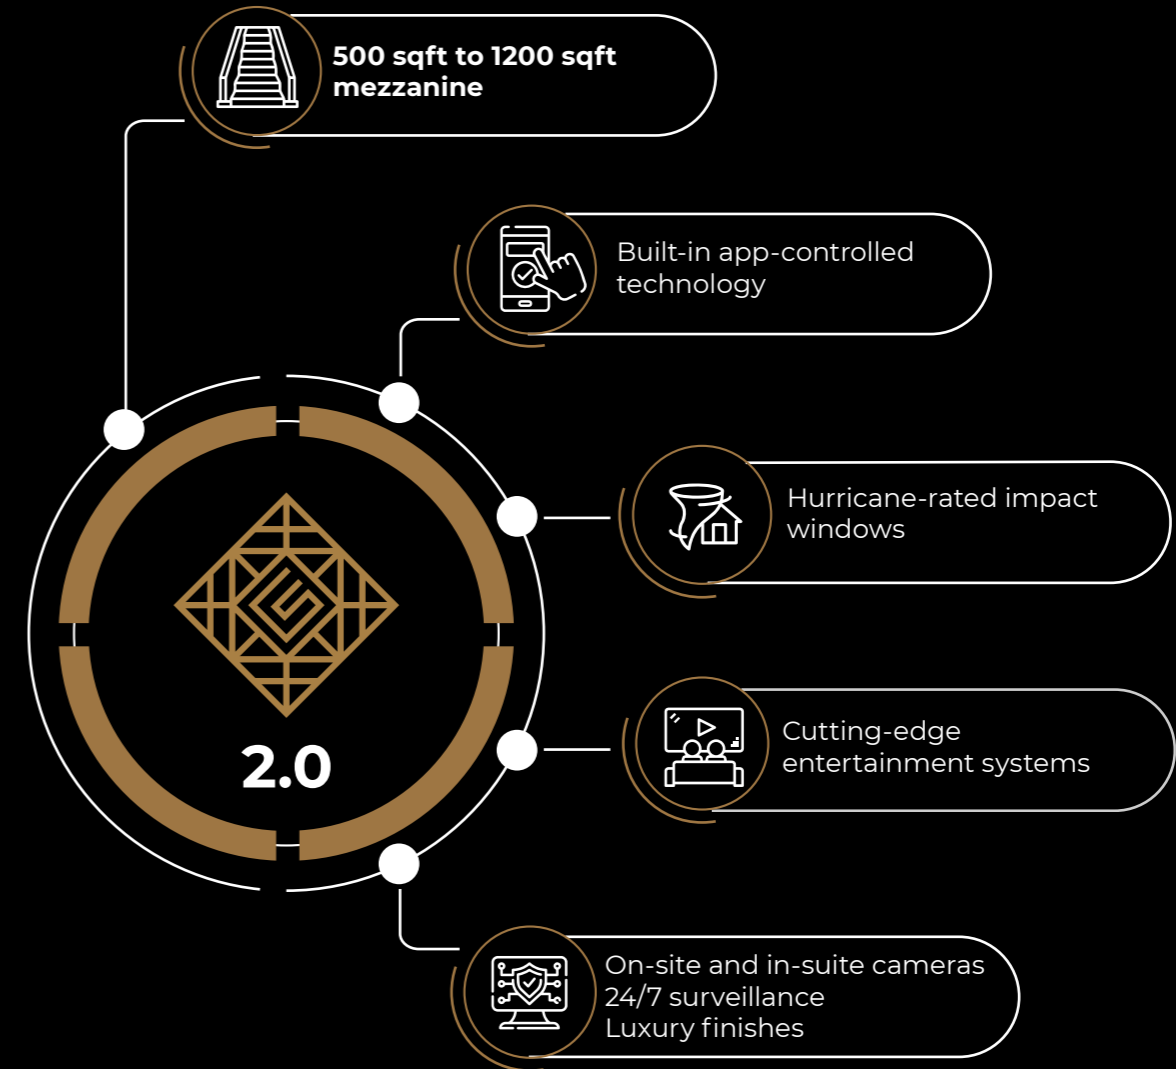 500 sqft to 1200 sqft
mezzanine
Built-in app-controlled
technology
Hurricane-rated impact
windows
Cutting-edge
entertainment systems
2.0
On-site and in-suite cameras
24/7 surveillance
Luxury finishes